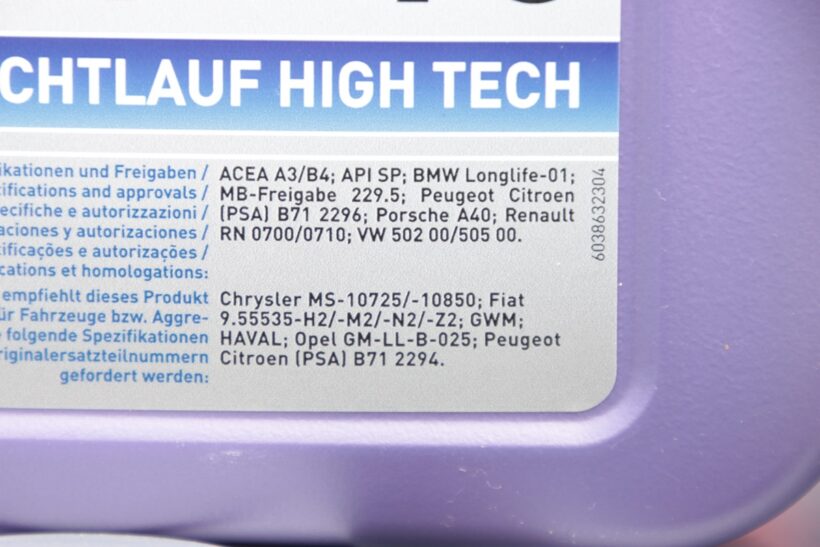 CHTLAUF HIGH TECH
ikationen und Freigaben / ACEA A3/B4; API SP; BMW Longlife-01;
ifications and approvals / MB-Freigabe 229.5; Peugeot Citroen
ecifiche e autorizzazioni / (PSA) B71 2296; Porsche A40; Renault
aciones y autorizaciones / RN 0700/0710; VW 502 00/505 00.
ificações e autorizações /
cations et homologations:
empfiehlt dieses Produkt Chrysler MS-10725/-10850; Fiat
ür Fahrzeuge bzw. Aggre- 9.55535-H2/-M2/-N2/-Z2; GWM;
e folgende Spezifikationen HAVAL; Opel GM-LL-B-025; Peugeot
riginalersatzteilnummern Citroen (PSA) B71 2294.
gefordert werden:
6038632304